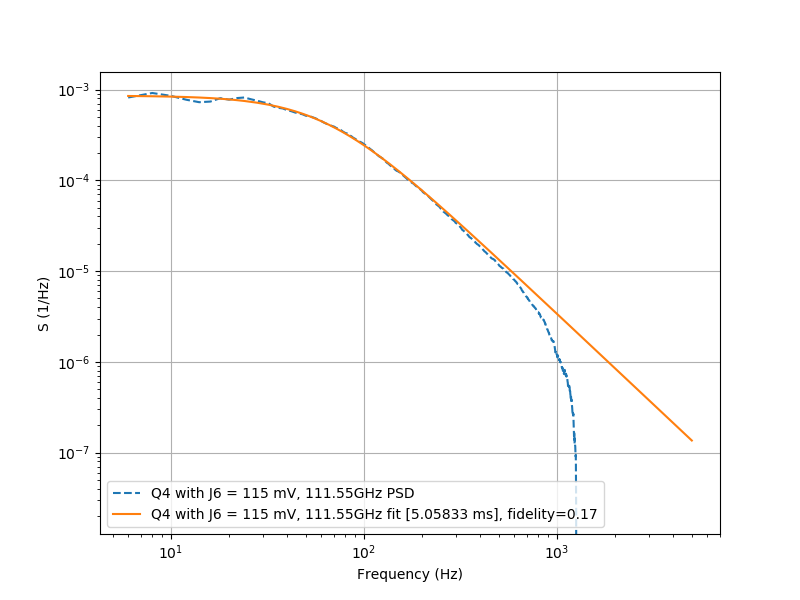 S (1/Hz)
10⁻³
10⁻⁴
10⁻⁵
10⁻⁶
10⁻⁷
Q4 with J6 = 115 mV, 111.55GHz PSD
Q4 with J6 = 115 mV, 111.55GHz fit [5.05833 ms], fidelity=0.17
10¹
10²
10³
Frequency (Hz)